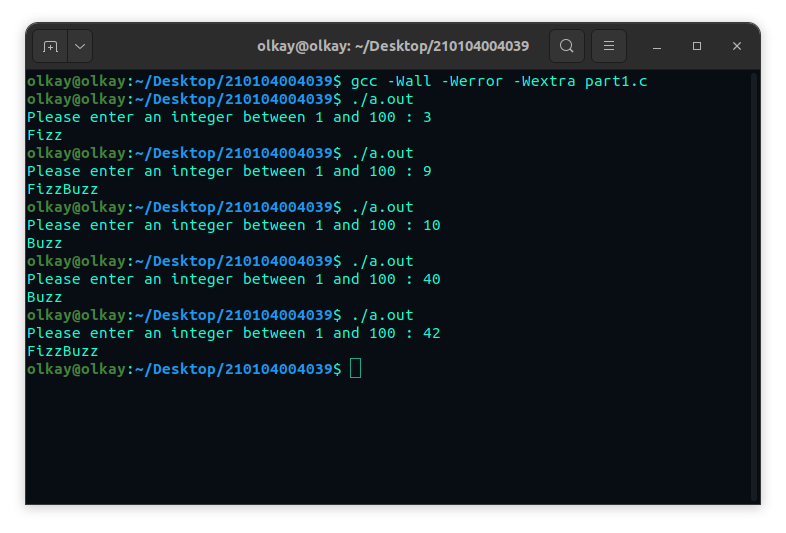 olkay@olkay: ~/Desktop/210104004039
olkay@olkay:~/Desktop/210104004039$ gcc -Wall -Werror -Wextra part1.c
olkay@olkay:~/Desktop/210104004039$ ./a.out
Please enter an integer between 1 and 100 : 3
Fizz
olkay@olkay:~/Desktop/210104004039$ ./a.out
Please enter an integer between 1 and 100 : 9
FizzBuzz
olkay@olkay:~/Desktop/210104004039$ ./a.out
Please enter an integer between 1 and 100 : 10
Buzz
olkay@olkay:~/Desktop/210104004039$ ./a.out
Please enter an integer between 1 and 100 : 40
Buzz
olkay@olkay:~/Desktop/210104004039$ ./a.out
Please enter an integer between 1 and 100 : 42
FizzBuzz
olkay@olkay:~/Desktop/210104004039$